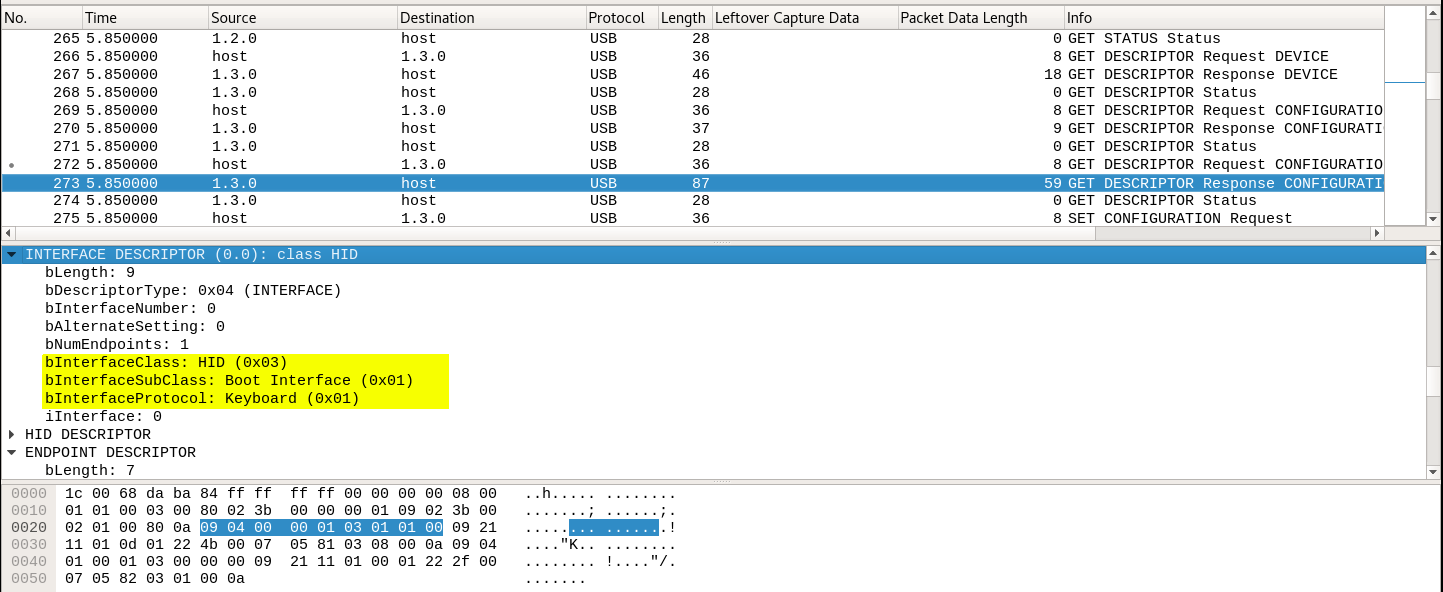 No. Time Source Destination Protocol Length Leftover Capture Data Packet Data Length Info
265 5.850000 1.2.0 host USB 28 0 GET STATUS Status
266 5.850000 host 1.3.0 USB 36 8 GET DESCRIPTOR Request DEVICE
267 5.850000 1.3.0 host USB 46 18 GET DESCRIPTOR Response DEVICE
268 5.850000 1.3.0 host USB 28 0 GET DESCRIPTOR Status
269 5.850000 host 1.3.0 USB 36 8 GET DESCRIPTOR Request CONFIGURATIO
270 5.850000 1.3.0 host USB 37 9 GET DESCRIPTOR Response CONFIGURATI
271 5.850000 1.3.0 host USB 28 0 GET DESCRIPTOR Status
272 5.850000 host 1.3.0 USB 36 8 GET DESCRIPTOR Request CONFIGURATIO
273 5.850000 1.3.0 host USB 87 59 GET DESCRIPTOR Response CONFIGURATI
274 5.850000 1.3.0 host USB 28 0 GET DESCRIPTOR Status
275 5.850000 host 1.3.0 USB 36 8 SET CONFIGURATION Request
INTERFACE DESCRIPTOR (0.0): class HID
bLength: 9
bDescriptorType: 0x04 (INTERFACE)
bInterfaceNumber: 0
bAlternateSetting: 0
bNumEndpoints: 1
bInterfaceClass: HID (0x03)
bInterfaceSubClass: Boot Interface (0x01)
bInterfaceProtocol: Keyboard (0x01)
iInterface: 0
HID DESCRIPTOR
ENDPOINT DESCRIPTOR
bLength: 7
0000 1c 00 68 da ba 84 ff ff ff ff 00 00 00 00 08 00 ..h..... ........
0010 01 01 00 03 00 80 02 3b 00 00 00 01 09 02 3b 00 .......; ......;.
0020 02 01 00 80 0a 09 04 00 00 01 03 01 01 00 09 21 ........ .......!
0030 11 01 0d 01 22 4b 00 07 05 81 03 08 00 0a 09 04 ...."K.. ........
0040 01 00 01 03 00 00 00 09 21 11 01 00 01 22 2f 00 ........ !...."/.
0050 07 05 82 03 01 00 0a .......